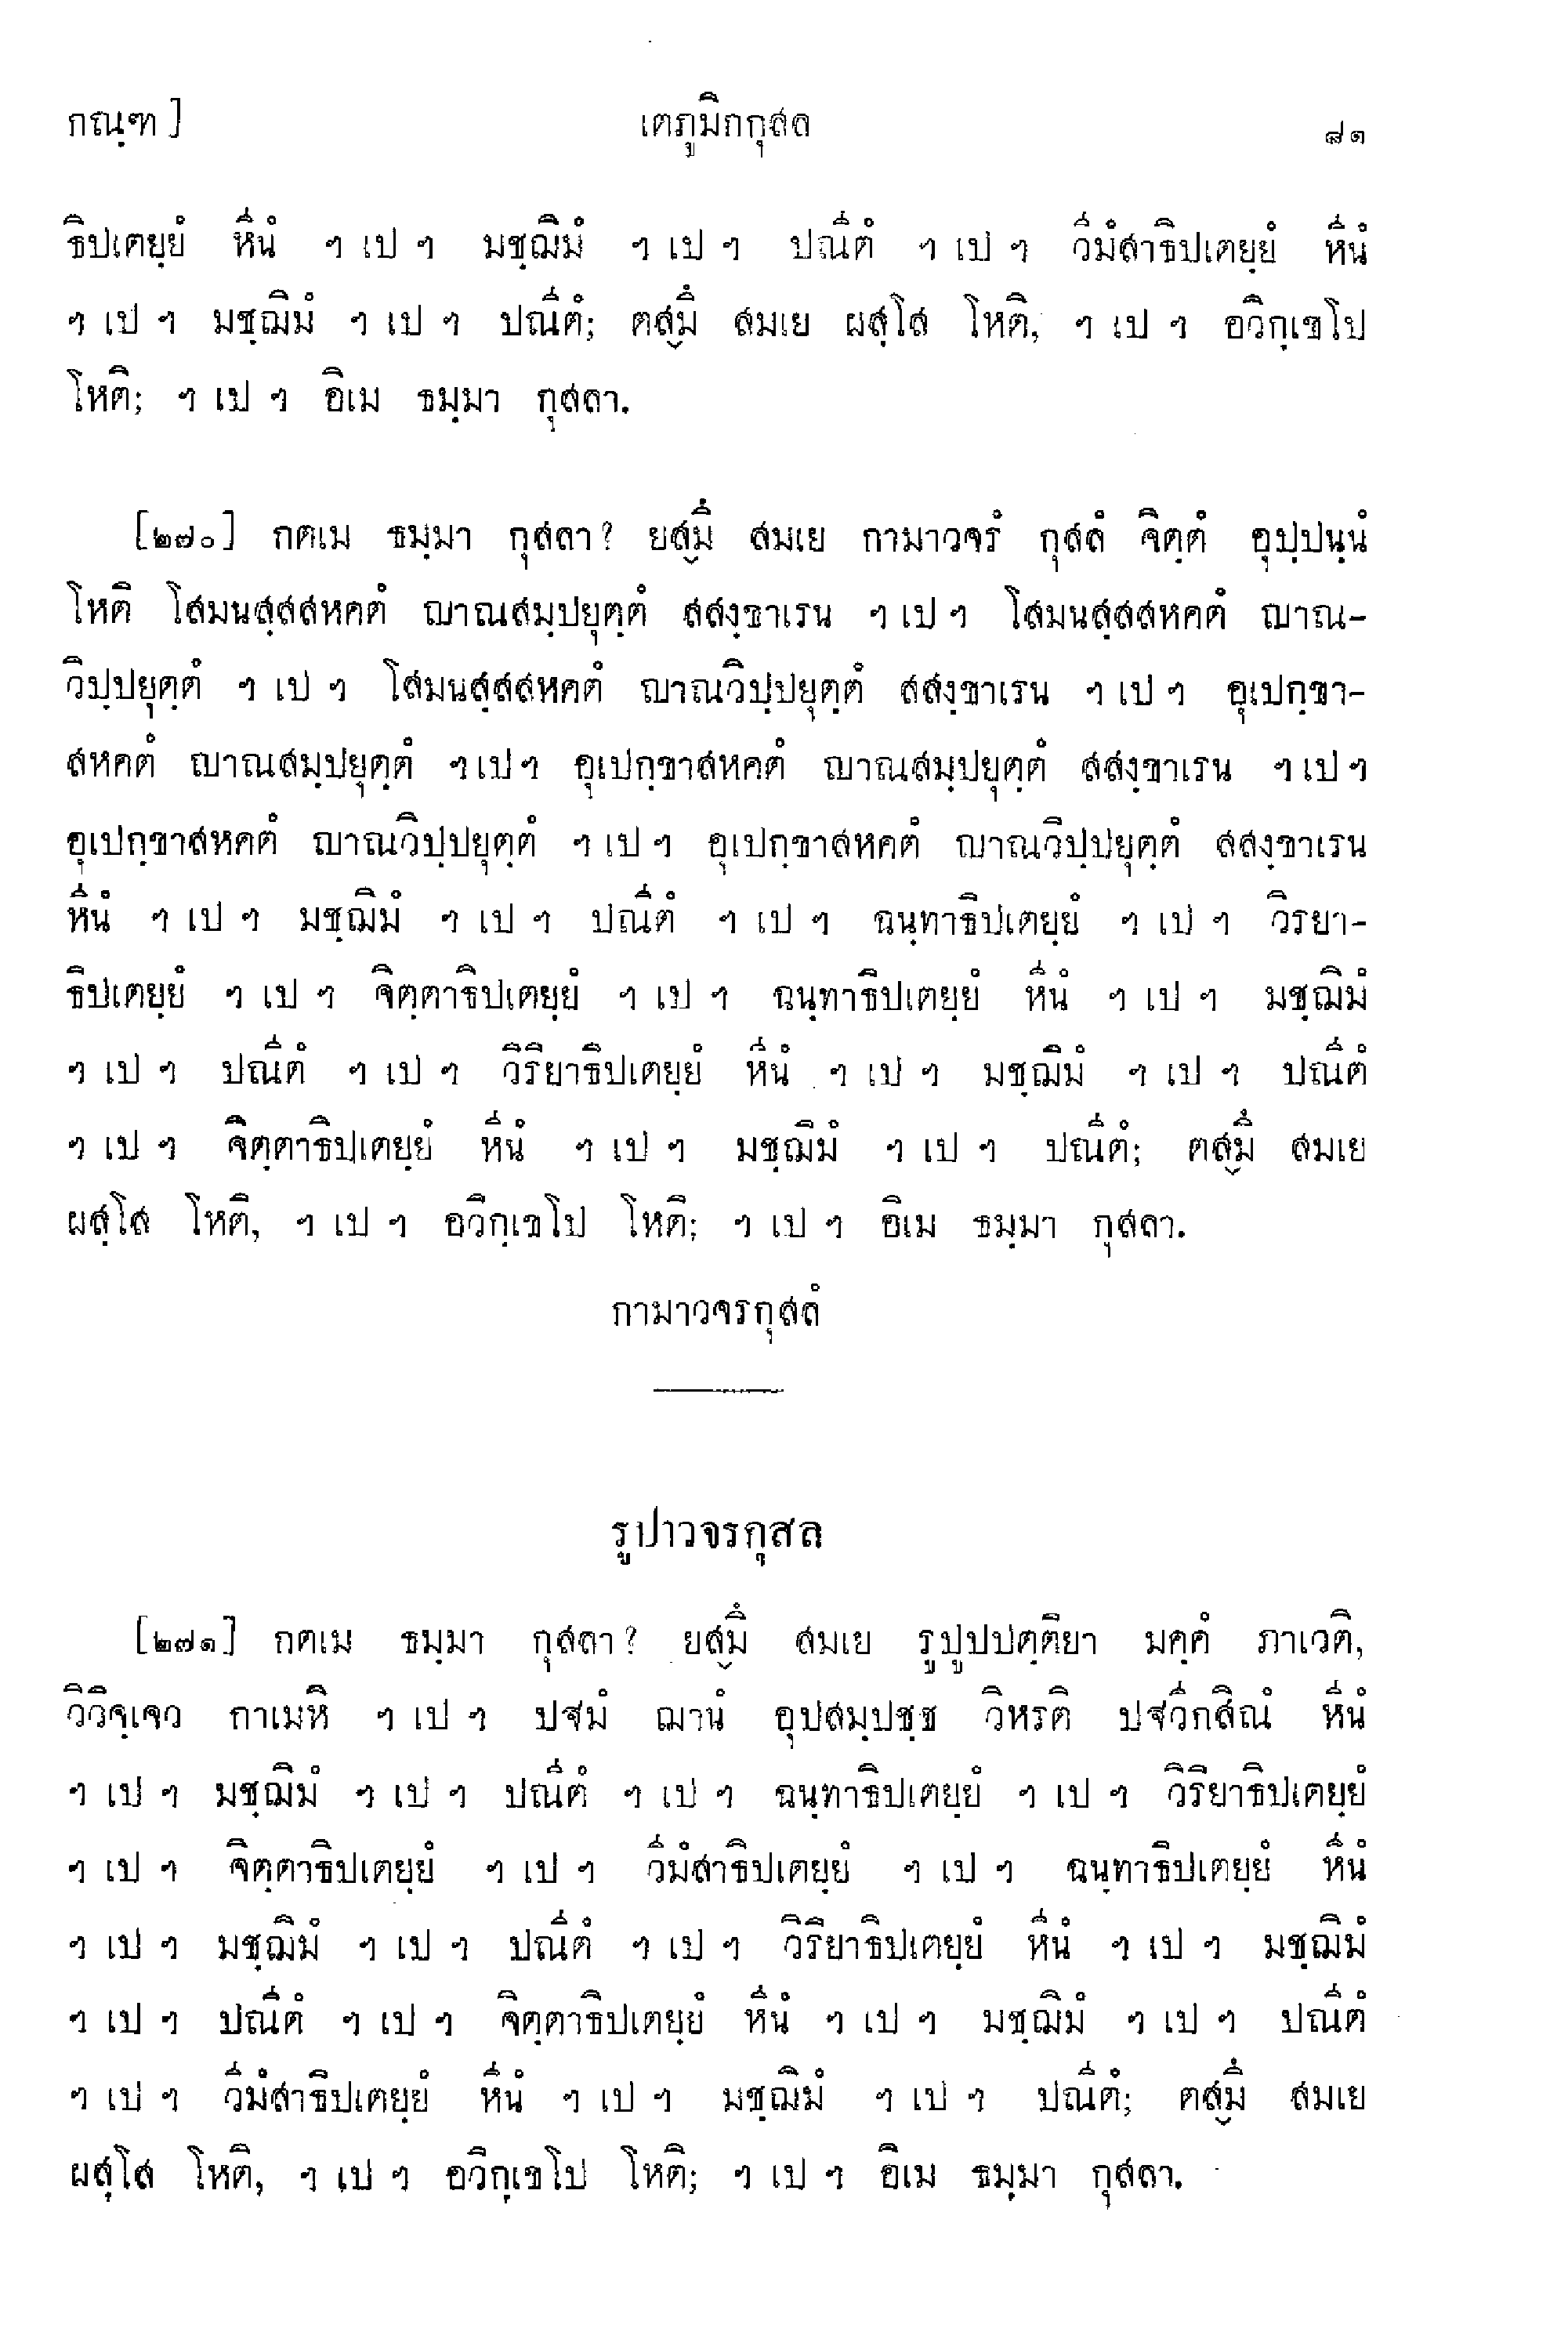 กณฺฑ ]
เตภูมิกกุสล
๘๑
ธิปเตยฺยํ หีนํ ฯ เป ฯ มชฺฌิมํ ฯ เป ฯ ปณีตํ ฯ เป ฯ วีมํสาธิปเตยฺยํ หีนํ
ฯ เป ฯ มชฺฌิมํ ฯ เป ฯ ปณีตํ; ตสฺมิํ สมเย ผสฺโส โหติ, ฯ เป ฯ อวิกฺเขโป
โหติ; ฯ เป ฯ อิเม ธมฺมา กุสลา.
[๒๗๐] กตเม ธมฺมา กุสลา? ยสฺมิํ สมเย กามาวจรํ กุสลํ จิตฺตํ อุปฺปนฺนํ
โหติ โสมนสฺสสหคตํ ญาณสมฺปยุตฺตํ สสงฺขาเรน ฯ เป ฯ โสมนสฺสสหคตํ ญาณ-
วิปฺปยุตฺตํ ฯ เป ฯ โสมนสฺสสหคตํ ญาณวิปฺปยุตฺตํ สสงฺขาเรน ฯ เป ฯ อุเปกฺขา-
สหคตํ ญาณสมฺปยุตฺตํ ฯ เป ฯ อุเปกฺขาสหคตํ ญาณสมฺปยุตฺตํ สสงฺขาเรน ฯ เป ฯ
อุเปกฺขาสหคตํ ญาณวิปฺปยุตฺตํ ฯ เป ฯ อุเปกฺขาสหคตํ ญาณวิปฺปยุตฺตํ สสงฺขาเรน
หีนํ ฯ เป ฯ มชฺฌิมํ ฯ เป ฯ ปณีตํ ฯ เป ฯ ฉนฺทาธิปเตยฺยํ ฯ เป ฯ วิรยา-
ธิปเตยฺยํ ฯ เป ฯ จิตฺตาธิปเตยฺยํ ฯ เป ฯ ฉนฺทาธิปเตยฺยํ หีนํ ฯ เป ฯ มชฺฌิมํ
ฯ เป ฯ ปณีตํ ฯ เป ฯ วิริยาธิปเตยฺยํ หีนํ ฯ เป ฯ มชฺฌิมํ ฯ เป ฯ ปณีตํ
ฯ เป ฯ จิตฺตาธิปเตยฺยํ หีนํ ฯ เป ฯ มชฺฌิมํ ฯ เป ฯ ปณีตํ; ตสฺมิํ สมเย
ผสฺโส โหติ, ฯ เป ฯ อวิกฺเขโป โหติ; ฯ เป ฯ อิเม ธมฺมา กุสลา.
กามาวจรกุสลํ
รูปาวจรกุสล
[๒๗๑] กตเม ธมฺมา กุสลา? ยสฺมิํ สมเย รูปูปปตฺติยา มคฺคํ ภาเวติ,
วิวิจฺเจว กาเมหิ ฯ เป ฯ ปฐมํ ฌานํ อุปสมฺปชฺช วิหรติ ปฐวีกสิณํ หีนํ
ฯ เป ฯ มชฺฌิมํ ฯ เป ฯ ปณีตํ ฯ เป ฯ ฉนฺทาธิปเตยฺยํ ฯ เป ฯ วิริยาธิปเตยฺยํ
ฯ เป ฯ จิตฺตาธิปเตยฺยํ ฯ เป ฯ วีมํสาธิปเตยฺยํ ฯ เป ฯ ฉนฺทาธิปเตยฺยํ หีนํ
ฯ เป ฯ มชฺฌิมํ ฯ เป ฯ ปณีตํ ฯ เป ฯ วิริยาธิปเตยฺยํ หีนํ ฯ เป ฯ มชฺฌิมํ
ฯ เป ฯ ปณีตํ ฯ เป ฯ จิตฺตาธิปเตยฺยํ หีนํ ฯ เป ฯ มชฺฌิมํ ฯ เป ฯ ปณีตํ
ฯ เป ฯ วีมํสาธิปเตยฺยํ หีนํ ฯ เป ฯ มชฺฌิมํ ฯ เป ฯ ปณีตํ; ตสฺมิํ สมเย
ผสฺโส โหติ, ฯ เป ฯ อวิกฺเขโป โหติ; ฯ เป ฯ อิเม ธมฺมา กุสลา.